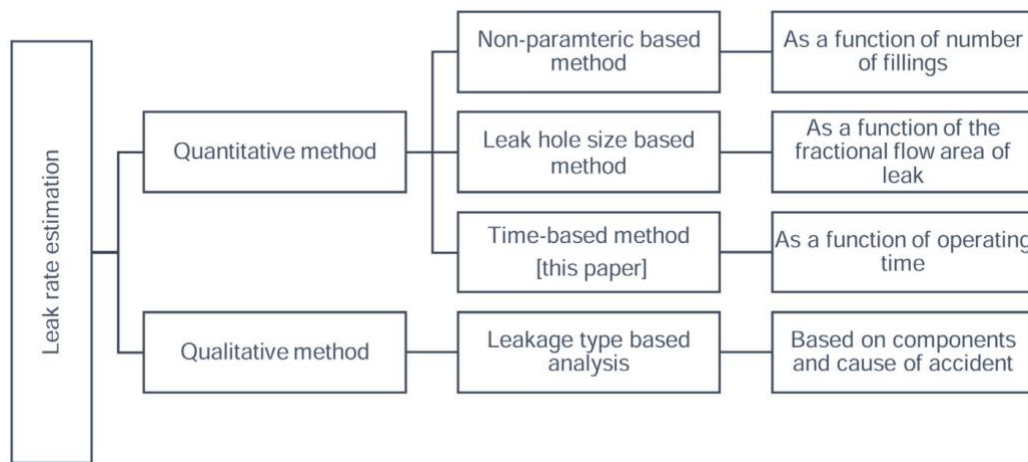 Leak rate estimation
Quantitative method
Non-paramteric based
method
As a function of number
of fillings
Leak hole size based
method
As a function of the
fractional flow area of
leak
Time-based method
[this paper]
As a function of operating
time
Qualitative method
Leakage type based
analysis
Based on components
and cause of accident